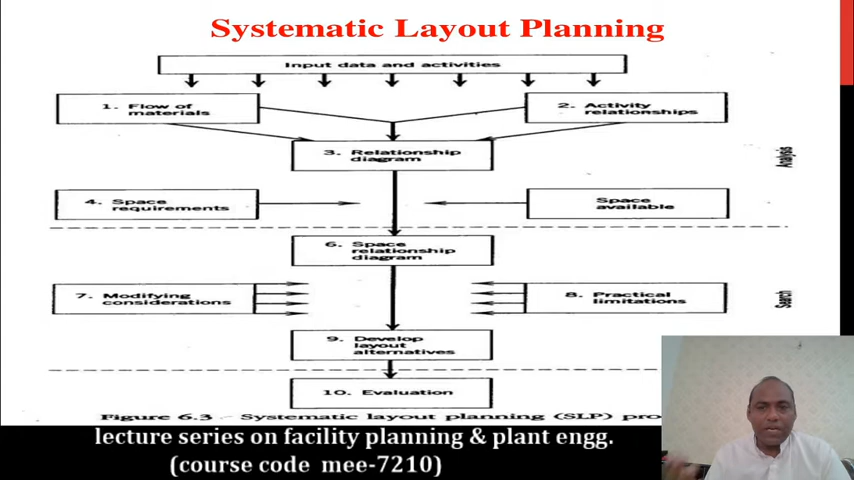 Systematic Layout Planning
Input data and activities
1. Flow of
materials
2. Activity
relationships
3. Relationship
diagram
Analysis
4. Space
requirements
Space
available
6. Space
relationship
diagram
7. Modifying
considerations
8. Practical
limitations
Search
9. Develop
layout
alternatives
10. Evaluation
Figure 6.3 Systematic layout planning (SLP) pro
lecture series on facility planning & plant engg.
(course code mee-7210)